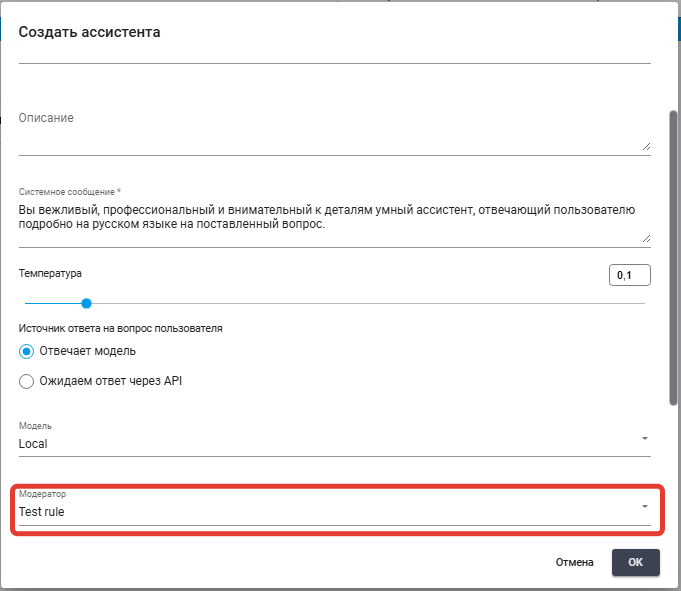 Создать ассистента
Описание
Системное сообщение *
Вы вежливый, профессиональный и внимательный к деталям умный ассистент, отвечающий пользователю
подробно на русском языке на поставленный вопрос.
Температура
0,1
Источник ответа на вопрос пользователя
Отвечает модель
Ожидаем ответ через API
Модель
Local
Модератор
Test rule
Отмена
OK